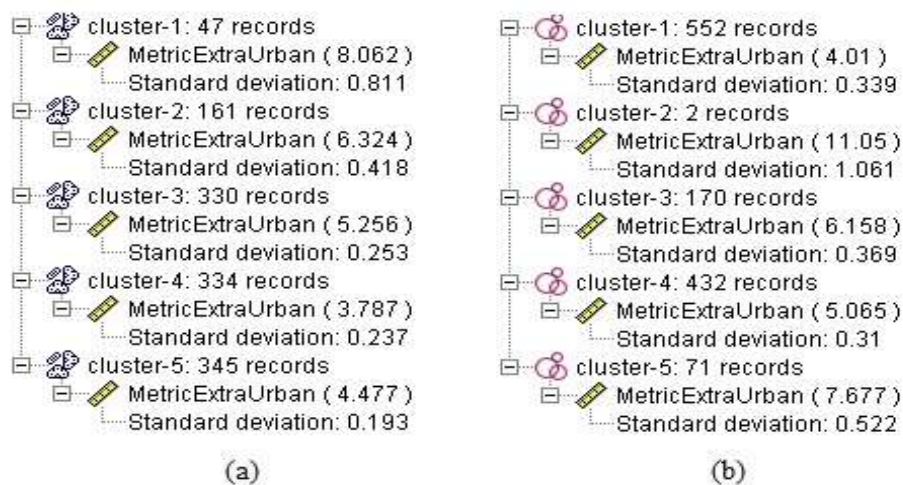 cluster-1: 47 records
MetricExtraUrban ( 8.062 )
Standard deviation: 0.811
cluster-2: 161 records
MetricExtraUrban ( 6.324 )
Standard deviation: 0.418
cluster-3: 330 records
MetricExtraUrban ( 5.256 )
Standard deviation: 0.253
cluster-4: 334 records
MetricExtraUrban ( 3.787 )
Standard deviation: 0.237
cluster-5: 345 records
MetricExtraUrban ( 4.477 )
Standard deviation: 0.193
(a)
cluster-1: 552 records
MetricExtraUrban ( 4.01 )
Standard deviation: 0.339
cluster-2: 2 records
MetricExtraUrban ( 11.05 )
Standard deviation: 1.061
cluster-3: 170 records
MetricExtraUrban ( 6.158 )
Standard deviation: 0.369
cluster-4: 432 records
MetricExtraUrban ( 5.065 )
Standard deviation: 0.31
cluster-5: 71 records
MetricExtraUrban ( 7.677 )
Standard deviation: 0.522
(b)